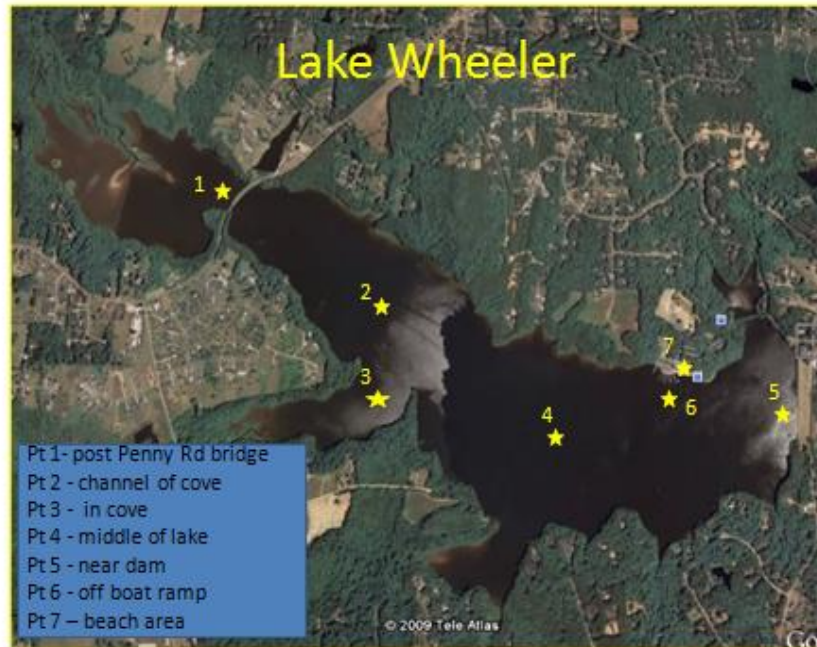 Lake Wheeler
1
2
3
4
5
6
7
Pt 1- post Penny Rd bridge
Pt 2 - channel of cove
Pt 3 - in cove
Pt 4 - middle of lake
Pt 5 - near dam
Pt 6 - off boat ramp
Pt 7 – beach area
© 2009 Tele Atlas
Go